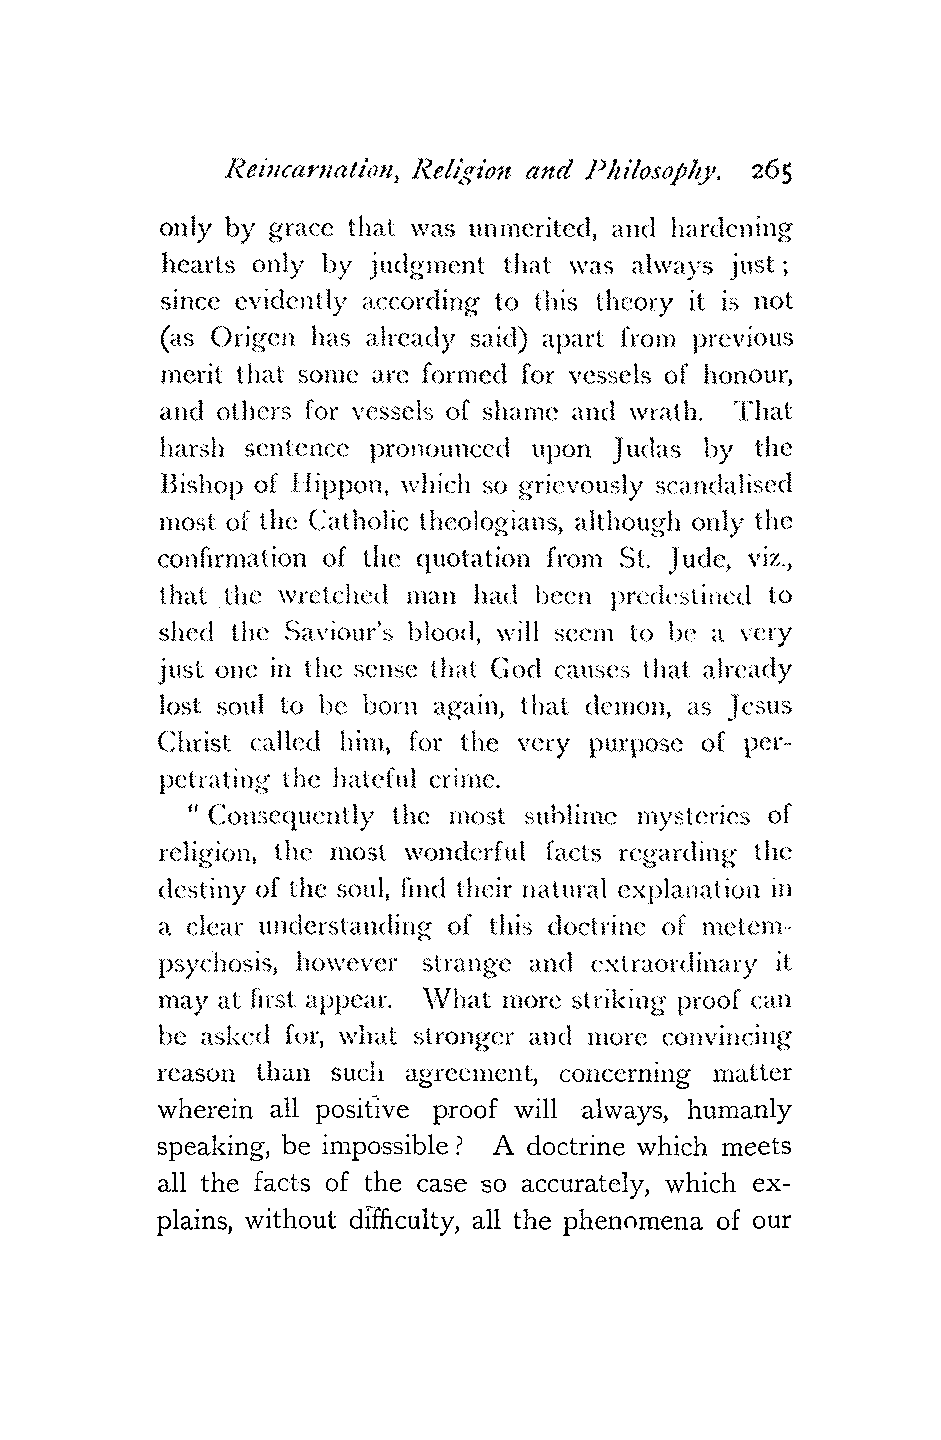 Reincarnation, Religion and Philosophy. 265
only by grace that was unmerited, and hardening
hearts only by judgment that was always just ;
since evidently according to this theory it is not
(as Origen has already said) apart from previous
merit that some are formed for vessels of honour,
and others for vessels of shame and wrath. That
harsh sentence pronounced upon Judas by the
Bishop of Hippon, which so grievously scandalised
most of the Catholic theologians, although only the
confirmation of the quotation from St. Jude, viz.,
that the wretched man had been predestined to
shed the Saviour's blood, will seem to be a very
just one in the sense that God causes that already
lost soul to be born again, that demon, as Jesus
Christ called him, for the very purpose of per-
petrating the hateful crime.
" Consequently the most sublime mysteries of
religion, the most wonderful facts regarding the
destiny of the soul, find their natural explanation in
a clear understanding of this doctrine of metem-
psychosis, however strange and extraordinary it
may at first appear. What more striking proof can
be asked for, what stronger and more convincing
reason than such agreement, concerning matter
wherein all positive proof will always, humanly
speaking, be impossible ? A doctrine which meets
all the facts of the case so accurately, which ex-
plains, without difficulty, all the phenomena of our